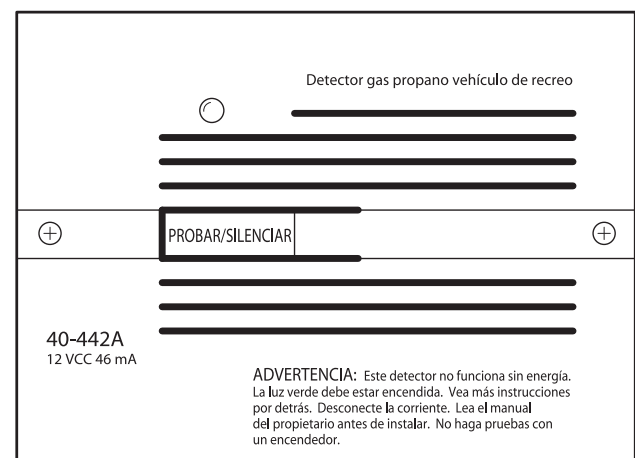 Detector gas propano vehículo de recreo
PROBAR/SILENCIAR
40-442A
12 VCC 46 mA
ADVERTENCIA: Este detector no funciona sin energía.
La luz verde debe estar encendida. Vea más instrucciones
por detrás. Desconecte la corriente. Lea el manual
del propietario antes de instalar. No haga pruebas con
un encendedor.